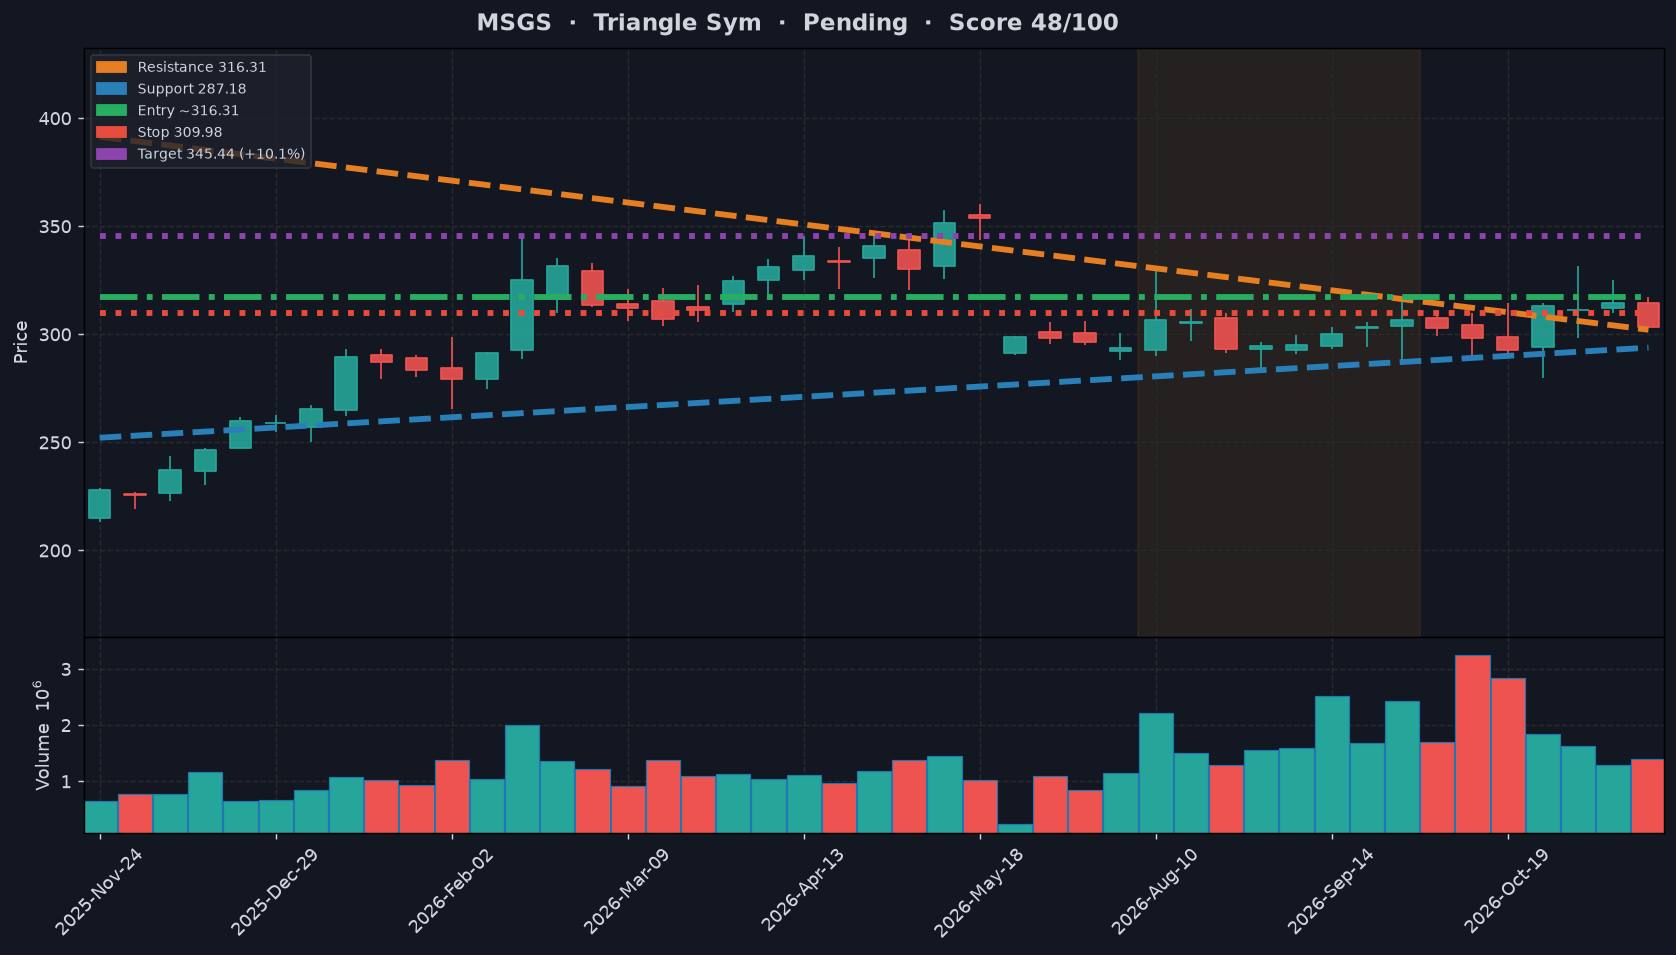 MSGS · Triangle Sym · Pending · Score 48/100
Resistance 316.31
Support 287.18
Entry ~316.31
Stop 309.98
Target 345.44 (+10.1%)
Price
400
350
300
250
200
Volume 10⁶
3
2
1
2025-Nov-24
2025-Dec-29
2026-Feb-02
2026-Mar-09
2026-Apr-13
2026-May-18
2026-Aug-10
2026-Sep-14
2026-Oct-19